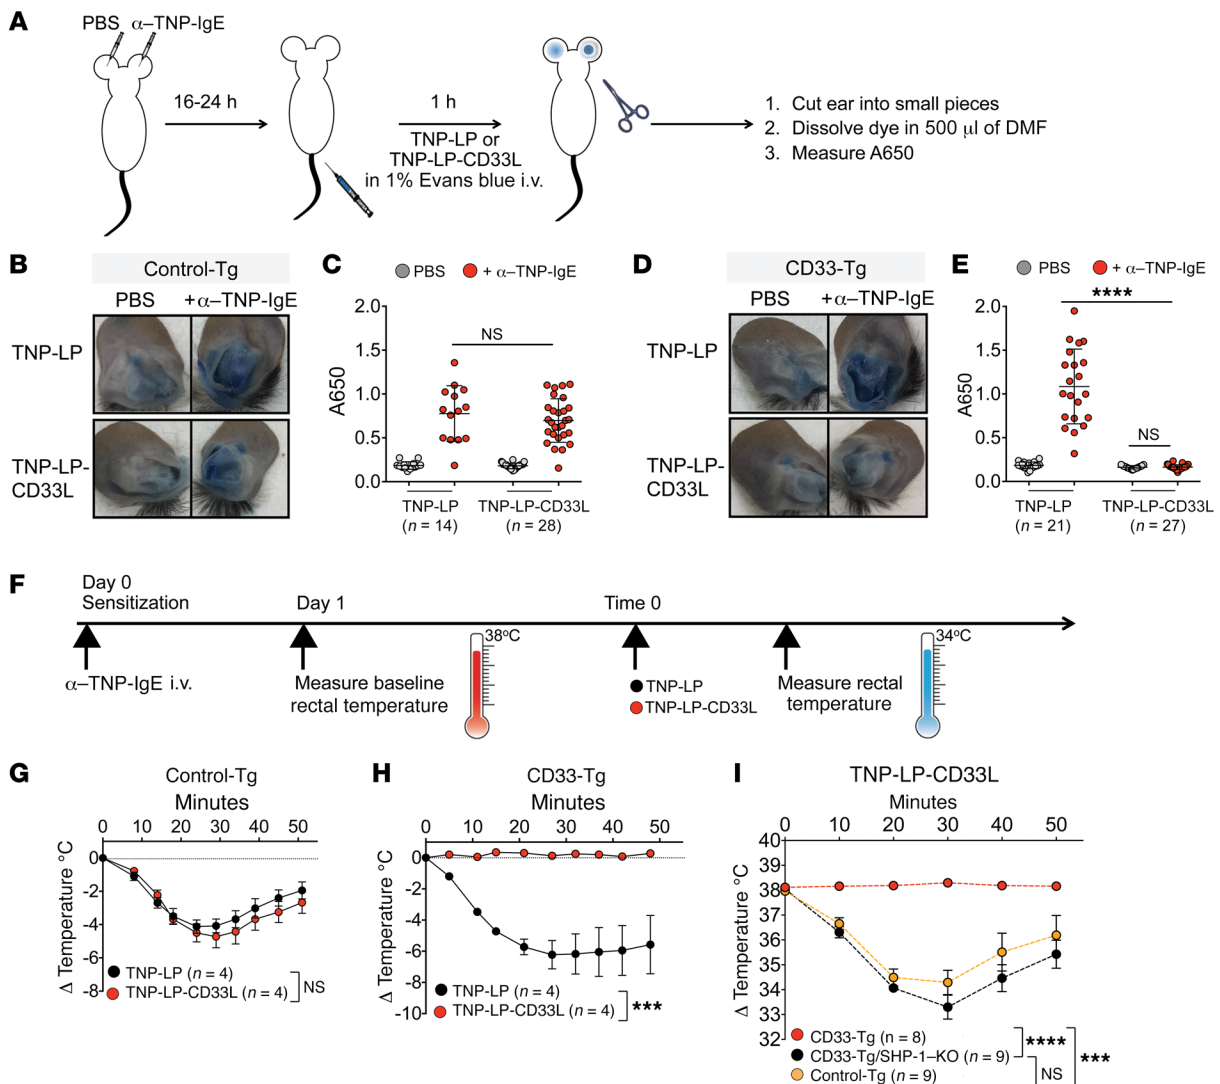 A
PBS α–TNP-IgE
16-24 h
1 h
TNP-LP or
TNP-LP-CD33L
in 1% Evans blue i.v.
1. Cut ear into small pieces
2. Dissolve dye in 500 μl of DMF
3. Measure A650
B
Control-Tg
PBS +α–TNP-IgE
TNP-LP
TNP-LP-
CD33L
C
PBS + α–TNP-IgE
A650
2.0
1.5
1.0
0.5
0.0
NS
TNP-LP TNP-LP-CD33L
(n = 14) (n = 28)
D
CD33-Tg
PBS +α–TNP-IgE
TNP-LP
TNP-LP-
CD33L
E
PBS + α–TNP-IgE
A650
2.0
1.5
1.0
0.5
0.0
****
NS
TNP-LP TNP-LP-CD33L
(n = 21) (n = 27)
F
Day 0
Sensitization
Day 1
Time 0
α–TNP-IgE i.v.
Measure baseline
rectal temperature
38°C
TNP-LP
TNP-LP-CD33L
Measure rectal
temperature
34°C
G
Control-Tg
Minutes
0 10 20 30 40 50
Δ Temperature °C
0
-2
-4
-6
-8
TNP-LP (n = 4)
TNP-LP-CD33L (n = 4)
NS
H
CD33-Tg
Minutes
0 10 20 30 40 50
Δ Temperature °C
0
-2
-4
-6
-8
-10
TNP-LP (n = 4)
TNP-LP-CD33L (n = 4)
***
I
TNP-LP-CD33L
Minutes
0 10 20 30 40 50
Δ Temperature °C
40
38
37
36
35
34
33
32
CD33-Tg (n = 8)
CD33-Tg/SHP-1–KO (n = 9)
Control-Tg (n = 9)
****
NS
***